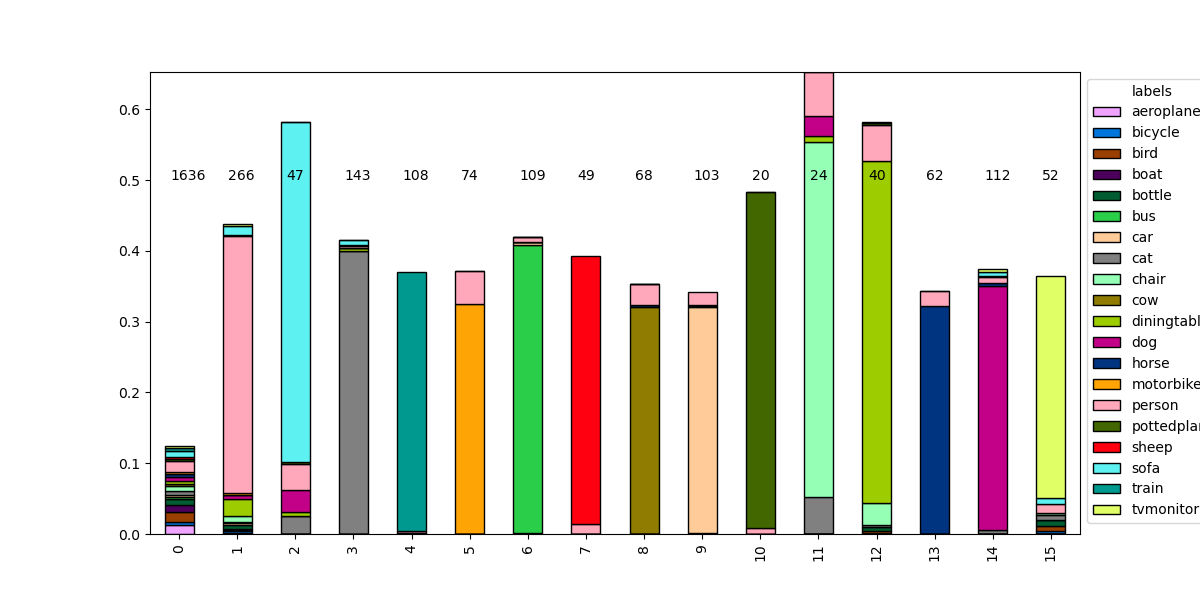 0.6
0.5
0.4
0.3
0.2
0.1
0.0
1636 266 47 143 108 74 109 49 68 103 20 24 40 62 112 52
0 1 2 3 4 5 6 7 8 9 10 11 12 13 14 15
labels
aeroplane
bicycle
bird
boat
bottle
bus
car
cat
chair
cow
diningtabl
dog
horse
motorbike
person
pottedplan
sheep
sofa
train
tvmonitor